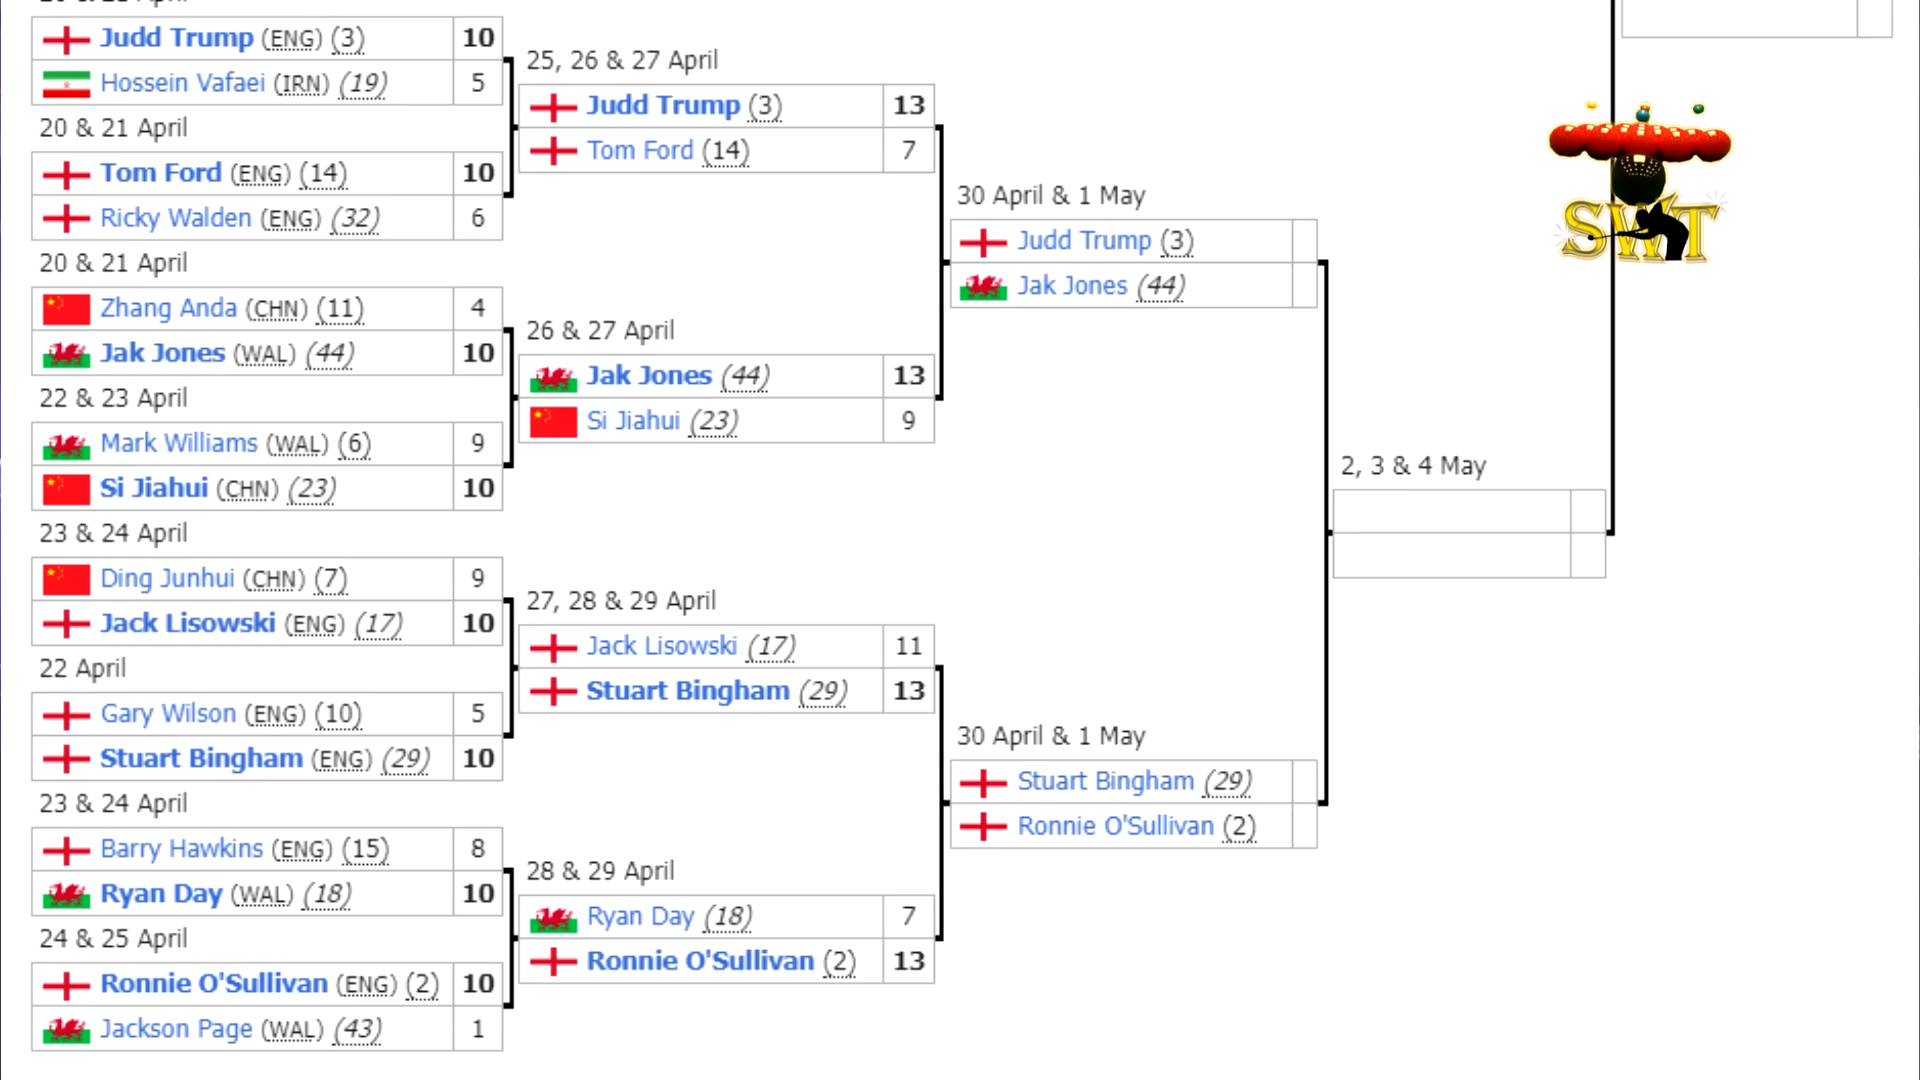 Judd Trump (ENG) (3) 10
Hossein Vafaei (IRN) (19) 5
20 & 21 April
Tom Ford (ENG) (14) 10
Ricky Walden (ENG) (32) 6
20 & 21 April
Zhang Anda (CHN) (11) 4
Jak Jones (WAL) (44) 10
22 & 23 April
Mark Williams (WAL) (6) 9
Si Jiahui (CHN) (23) 10
23 & 24 April
Ding Junhui (CHN) (7) 9
Jack Lisowski (ENG) (17) 10
22 April
Gary Wilson (ENG) (10) 5
Stuart Bingham (ENG) (29) 10
23 & 24 April
Barry Hawkins (ENG) (15) 8
Ryan Day (WAL) (18) 10
24 & 25 April
Ronnie O'Sullivan (ENG) (2) 10
Jackson Page (WAL) (43) 1
25, 26 & 27 April
Judd Trump (3) 13
Tom Ford (14) 7
26 & 27 April
Jak Jones (44) 13
Si Jiahui (23) 9
27, 28 & 29 April
Jack Lisowski (17) 11
Stuart Bingham (29) 13
28 & 29 April
Ryan Day (18) 7
Ronnie O'Sullivan (2) 13
30 April & 1 May
Judd Trump (3)
Jak Jones (44)
30 April & 1 May
Stuart Bingham (29)
Ronnie O'Sullivan (2)
2, 3 & 4 May
SWT